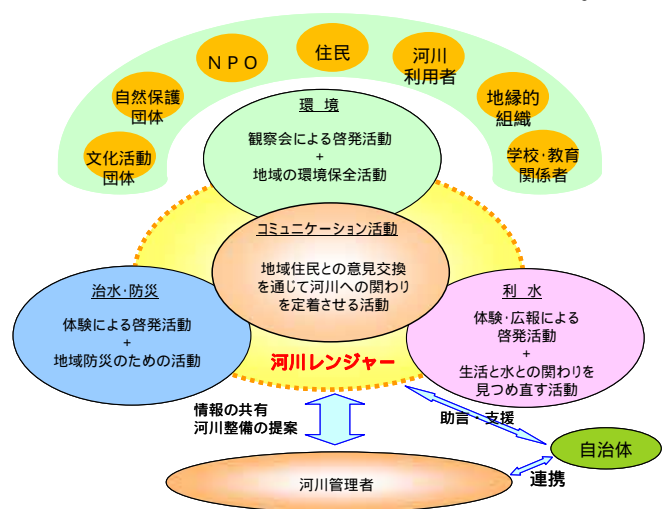 文化活動
団体
自然保護
団体
ＮＰＯ
住民
河川
利用者
地縁的
組織
学校・教育
関係者
環 境
観察会による啓発活動
+
地域の環境保全活動
コミュニケーション活動
地域住民との意見交換
を通じて河川への関わり
を定着させる活動
治水・防災
体験による啓発活動
+
地域防災のための活動
利 水
体験・広報による
啓発活動
+
生活と水との関わりを
見つめ直す活動
河川レンジャー
情報の共有
河川整備の提案
助言・支援
自治体
連携
河川管理者